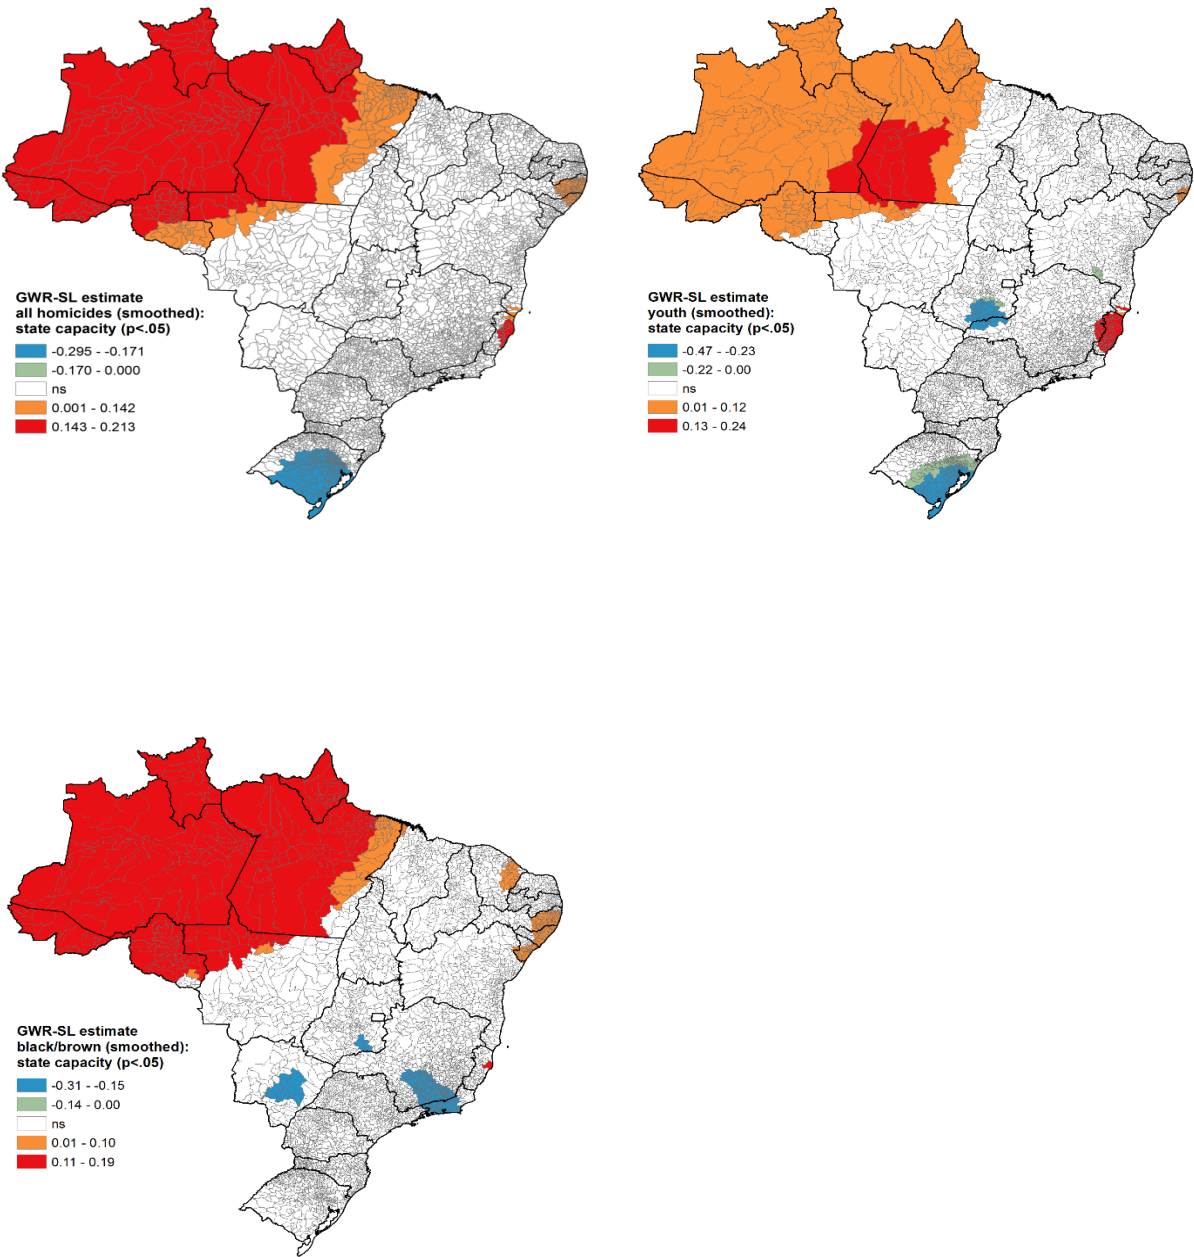 GWR-SL estimate
all homicides (smoothed):
state capacity (p<.05)
-0.295 - -0.171
-0.170 - 0.000
ns
0.001 - 0.142
0.143 - 0.213
GWR-SL estimate
youth (smoothed):
state capacity (p<.05)
-0.47 - -0.23
-0.22 - 0.00
ns
0.01 - 0.12
0.13 - 0.24
GWR-SL estimate
black/brown (smoothed):
state capacity (p<.05)
-0.31 - -0.15
-0.14 - 0.00
ns
0.01 - 0.10
0.11 - 0.19